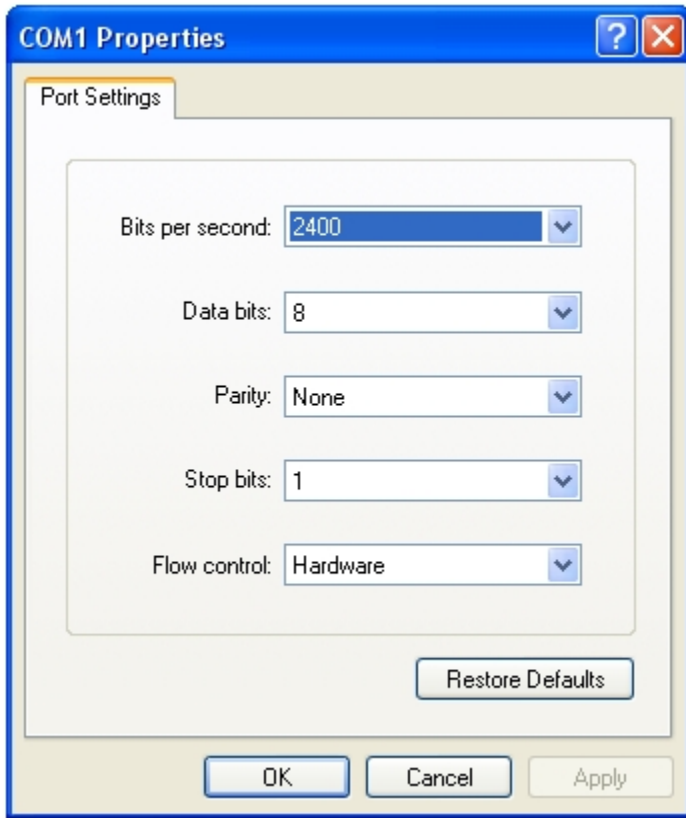 COM1 Properties
Port Settings
Bits per second: 2400
Data bits: 8
Parity: None
Stop bits: 1
Flow control: Hardware
Restore Defaults
OK Cancel Apply